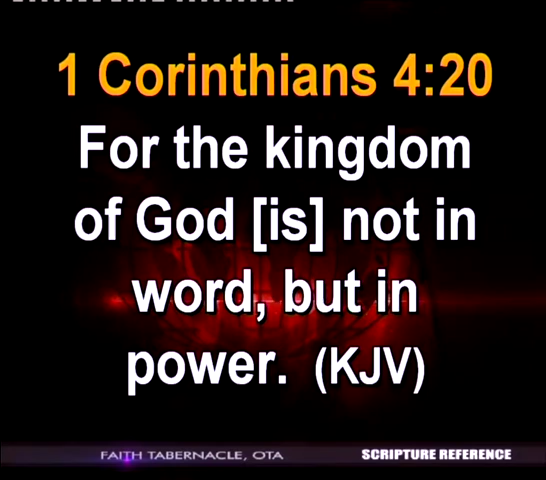 1 Corinthians 4:20
For the kingdom
of God [is] not in
word, but in
power. (KJV)
FAITH TABERNACLE, OTA SCRIPTURE REFERENCE